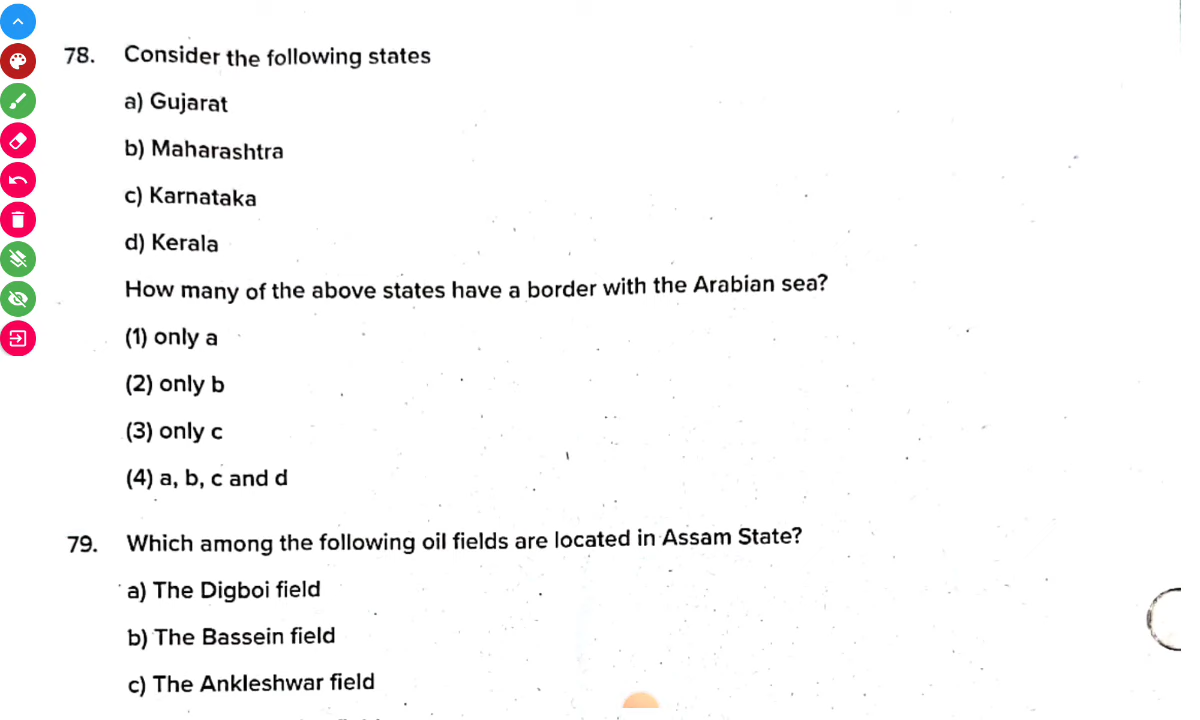 78. Consider the following states
a) Gujarat
b) Maharashtra
c) Karnataka
d) Kerala
How many of the above states have a border with the Arabian sea?
(1) only a
(2) only b
(3) only c
(4) a, b, c and d
79. Which among the following oil fields are located in Assam State?
a) The Digboi field
b) The Bassein field
c) The Ankleshwar field